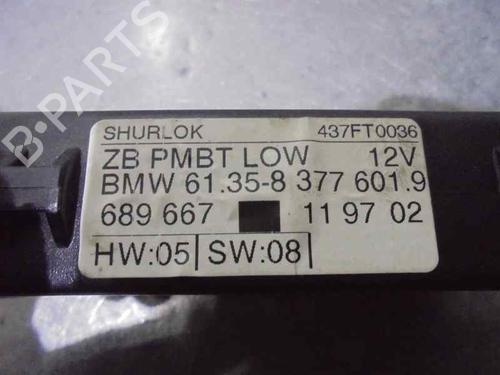 SHURLOK 437FT0036
ZB PMBT LOW 12V
BMW 61.35-8 377 601.9
689 667 11 97 02
HW:05 SW:08
B-PARTS